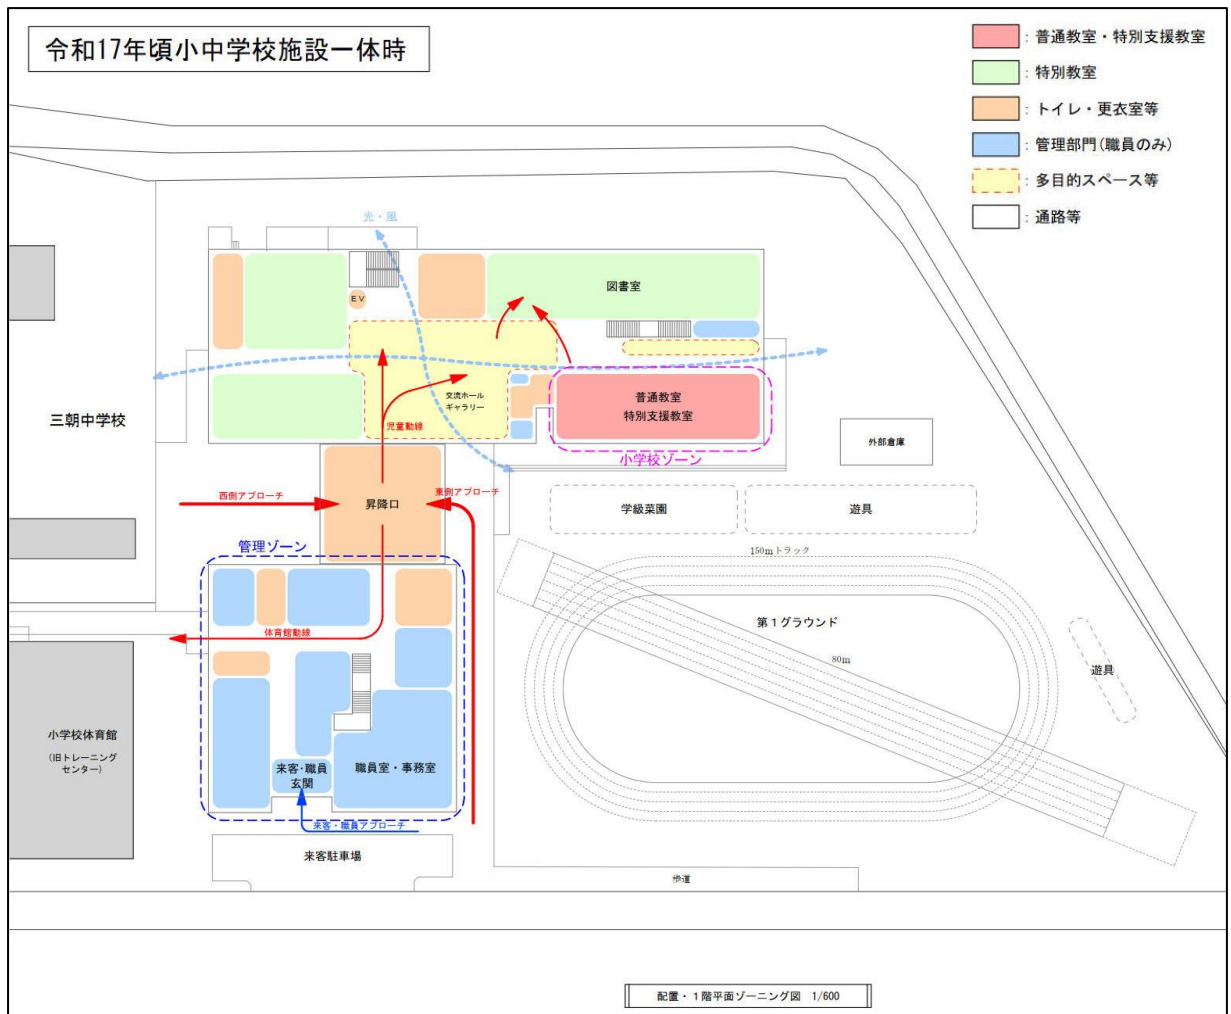 令和17年頃小中学校施設一体時
：普通教室・特別支援教室
：特別教室
：トイレ・更衣室等
：管理部門(職員のみ)
：多目的スペース等
：通路等
光・風
EV
図書室
三朝中学校
交流ホール
ギャラリー
普通教室
特別支援教室
児童動線
小学校ゾーン
外部倉庫
西側アプローチ
昇降口
東側アプローチ
学級菜園
遊具
管理ゾーン
150mトラック
第１グラウンド
体育館動線
80m
遊具
小学校体育館
(旧トレーニング
センター)
来客・職員
玄関
職員室・事務室
来客・職員アプローチ
来客駐車場
歩道
配置・１階平面ゾーニング図 1/600